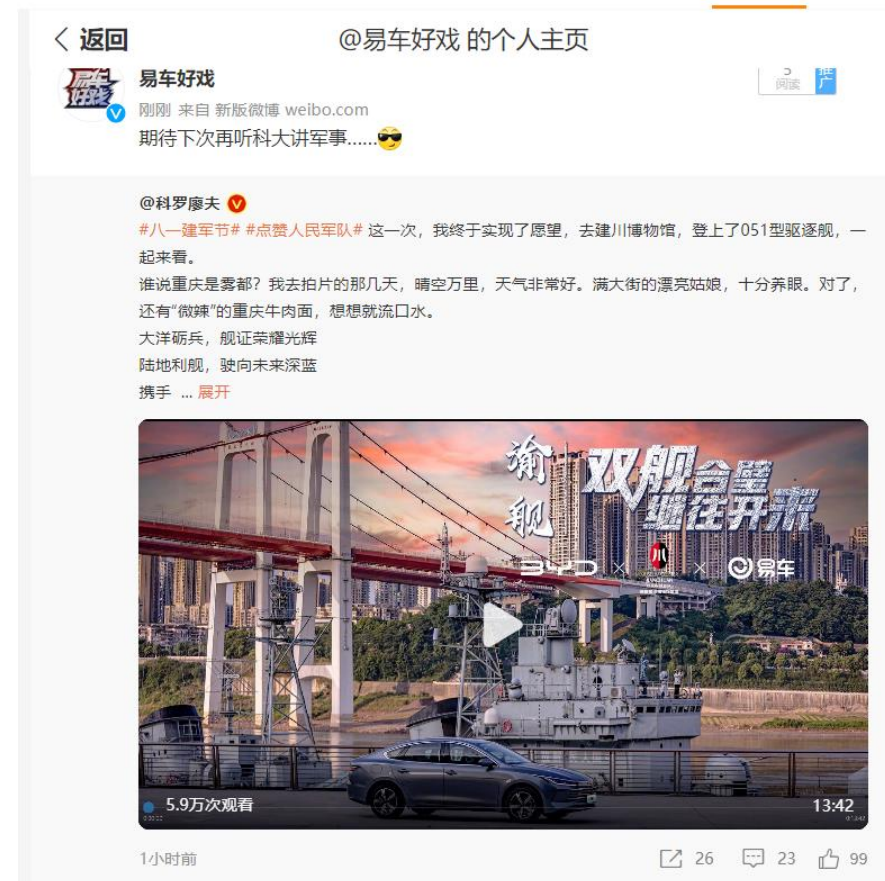 返回
@易车好戏 的个人主页
易车好戏
刚刚 来自 新版微博 weibo.com
阅读
推广
期待下次再听科大讲军事......
@科罗廖夫
#八一建军节# #点赞人民军队# 这一次，我终于实现了愿望，去建川博物馆，登上了051型驱逐舰，一
起来看。
谁说重庆是雾都？我去拍片的那几天，晴空万里，天气非常好。满大街的漂亮姑娘，十分养眼。对了，
还有“微辣”的重庆牛肉面，想想就流口水。
大洋砺兵，舰证荣耀光辉
陆地利舰，驶向未来深蓝
携手 ... 展开
渝舰
双舰合璧
继往开来
BYD × 川 × 易车
5.9万次观看
13:42
1小时前
26
23
99